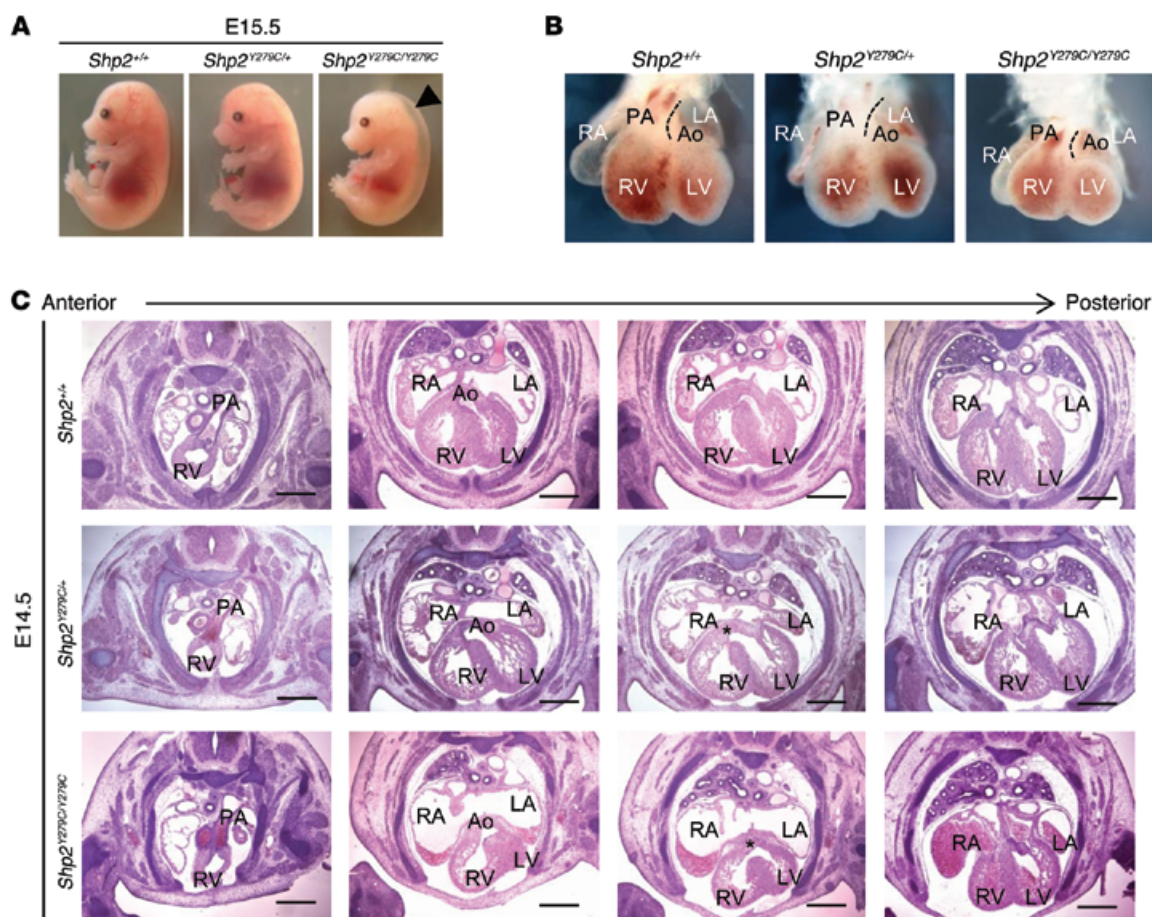 A
E15.5
Shp2+/+ Shp2Y279C/+ Shp2Y279C/Y279C
B
Shp2+/+ Shp2Y279C/+ Shp2Y279C/Y279C
RA PA LA Ao RV LV
RA PA LA Ao RV LV
RA PA Ao LA RV LV
C Anterior Posterior
E14.5
Shp2+/+
PA RV
RA Ao LA RV LV
RA LA RV LV
RA LA RV LV
Shp2Y279C/+
PA RV
RA LA Ao RV LV
RA * LA RV LV
RA LA RV LV
Shp2Y279C/Y279C
PA RV
RA LA Ao RV LV
RA LA * RV LV
RA LA RV LV